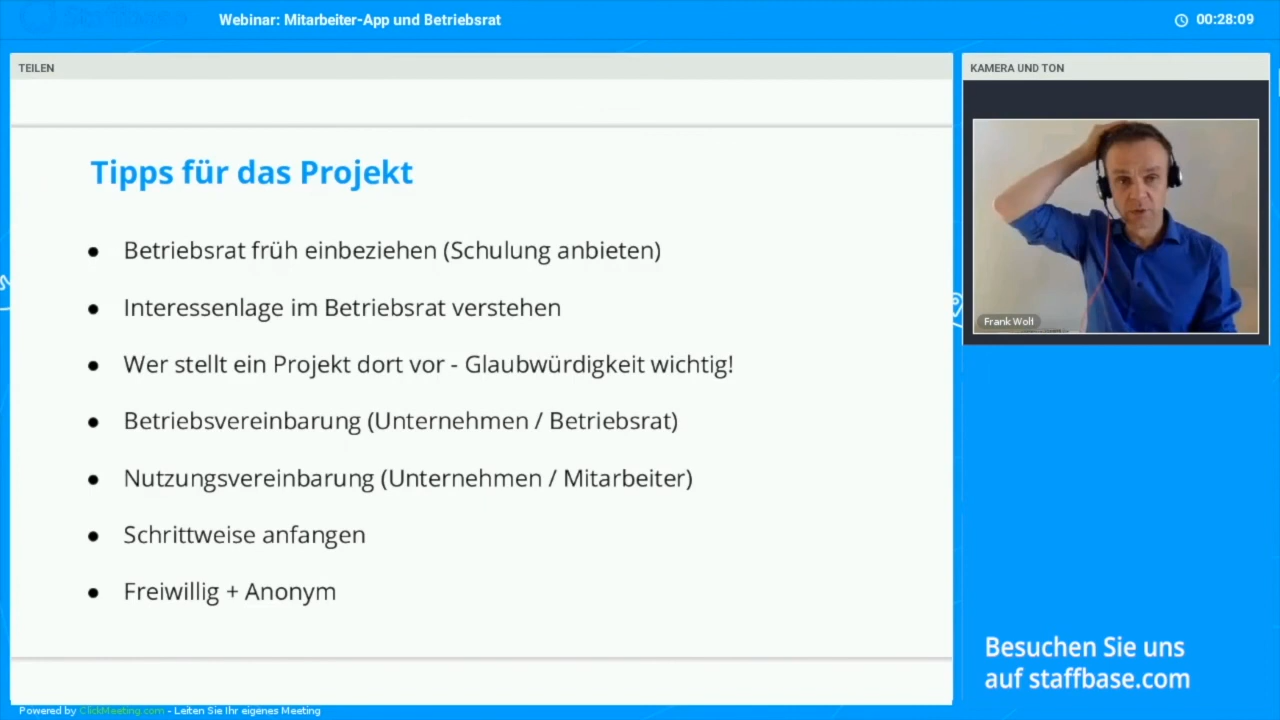 Staffbase
Webinar: Mitarbeiter-App und Betriebsrat
00:28:09
TEILEN
KAMERA UND TON
Tipps für das Projekt
● Betriebsrat früh einbeziehen (Schulung anbieten)
● Interessenlage im Betriebsrat verstehen
● Wer stellt ein Projekt dort vor - Glaubwürdigkeit wichtig!
● Betriebsvereinbarung (Unternehmen / Betriebsrat)
● Nutzungsvereinbarung (Unternehmen / Mitarbeiter)
● Schrittweise anfangen
● Freiwillig + Anonym
Frank Wolf
Besuchen Sie uns
auf staffbase.com
Powered by ClickMeeting.com - Leiten Sie Ihr eigenes Meeting